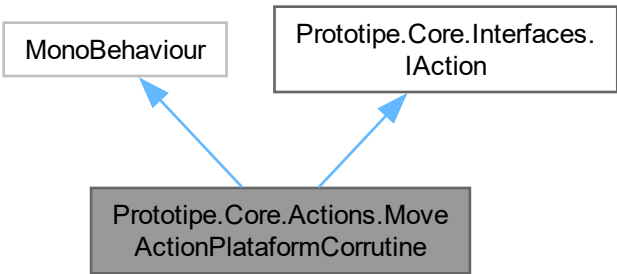 MonoBehaviour
Prototipe.Core.Interfaces.
IAction
Prototipe.Core.Actions.Move
ActionPlataformCorrutine